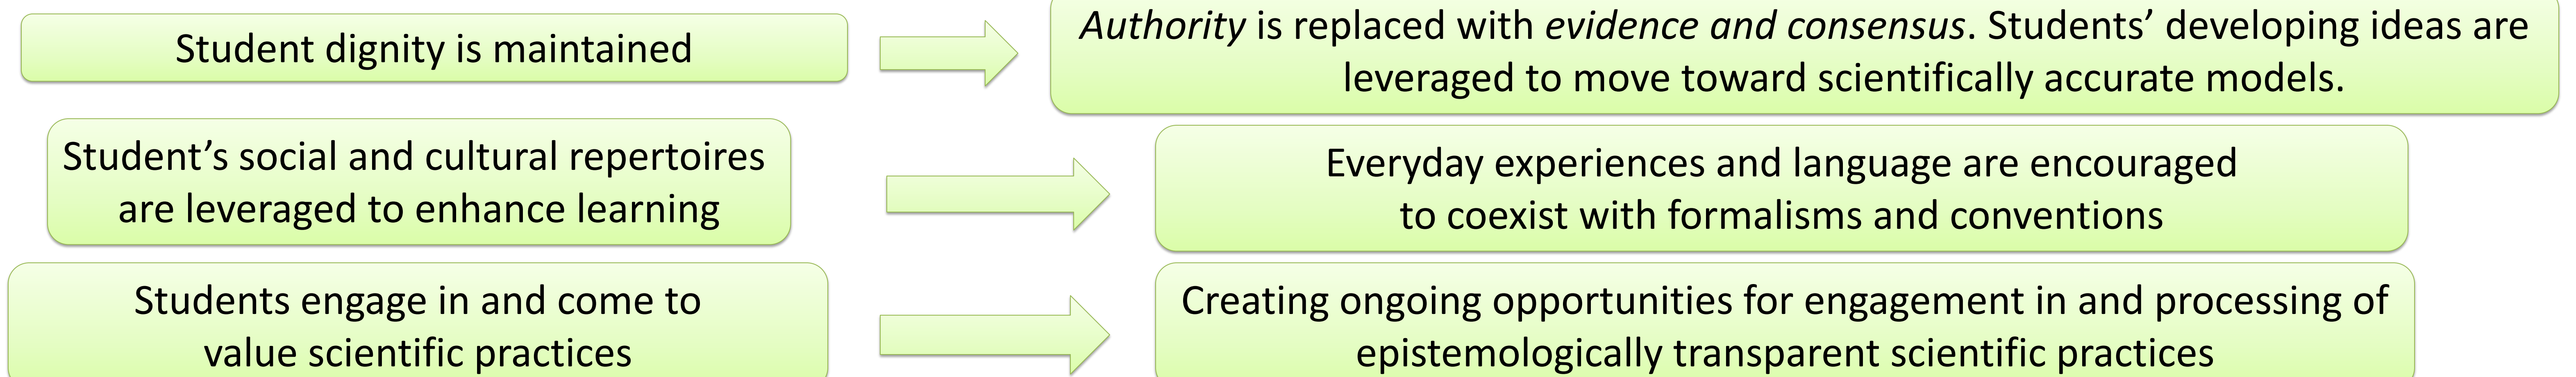 Student dignity is maintained
Authority is replaced with evidence and consensus. Students’ developing ideas are
leveraged to move toward scientifically accurate models.
Student’s social and cultural repertoires
are leveraged to enhance learning
Everyday experiences and language are encouraged
to coexist with formalisms and conventions
Students engage in and come to
value scientific practices
Creating ongoing opportunities for engagement in and processing of
epistemologically transparent scientific practices